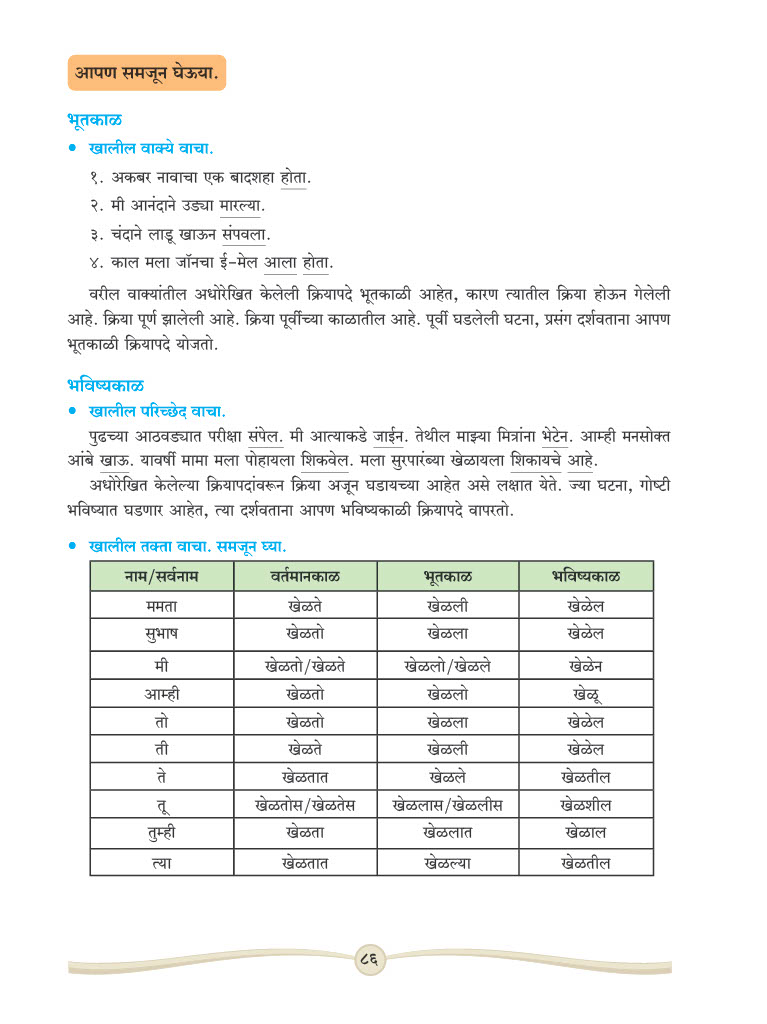 आपण समजून घेऊया.
भूतकाळ
• खालील वाक्ये वाचा.
१. अकबर नावाचा एक बादशहा होता.
२. मी आनंदाने उड्या मारल्या.
३. चंदाने लाडू खाऊन संपवला.
४. काल मला जॉनचा ई-मेल आला होता.
वरील वाक्यांतील अधोरेखित केलेली क्रियापदे भूतकाळी आहेत, कारण त्यातील क्रिया होऊन गेलेली
आहे. क्रिया पूर्ण झालेली आहे. क्रिया पूर्वीच्या काळातील आहे. पूर्वी घडलेली घटना, प्रसंग दर्शवताना आपण
भूतकाळी क्रियापदे योजतो.
भविष्यकाळ
• खालील परिच्छेद वाचा.
पुढच्या आठवड्यात परीक्षा संपेल. मी आत्याकडे जाईन. तेथील माझ्या मित्रांना भेटेन. आम्ही मनसोक्त
आंबे खाऊ. यावर्षी मामा मला पोहायला शिकवेल. मला सुरपारंब्या खेळायला शिकायचे आहे.
अधोरेखित केलेल्या क्रियापदांवरून क्रिया अजून घडायच्या आहेत असे लक्षात येते. ज्या घटना, गोष्टी
भविष्यात घडणार आहेत, त्या दर्शवताना आपण भविष्यकाळी क्रियापदे वापरतो.
• खालील तक्ता वाचा. समजून घ्या.
नाम/सर्वनाम वर्तमानकाळ भूतकाळ भविष्यकाळ
ममता खेळते खेळली खेळेल
सुभाष खेळतो खेळला खेळेल
मी खेळतो/खेळते खेळलो/खेळले खेळेन
आम्ही खेळतो खेळलो खेळू
तो खेळतो खेळला खेळेल
ती खेळते खेळली खेळेल
ते खेळतात खेळले खेळतील
तू खेळतोस/खेळतेस खेळलास/खेळलीस खेळशील
तुम्ही खेळता खेळलात खेळाल
त्या खेळतात खेळल्या खेळतील
८६